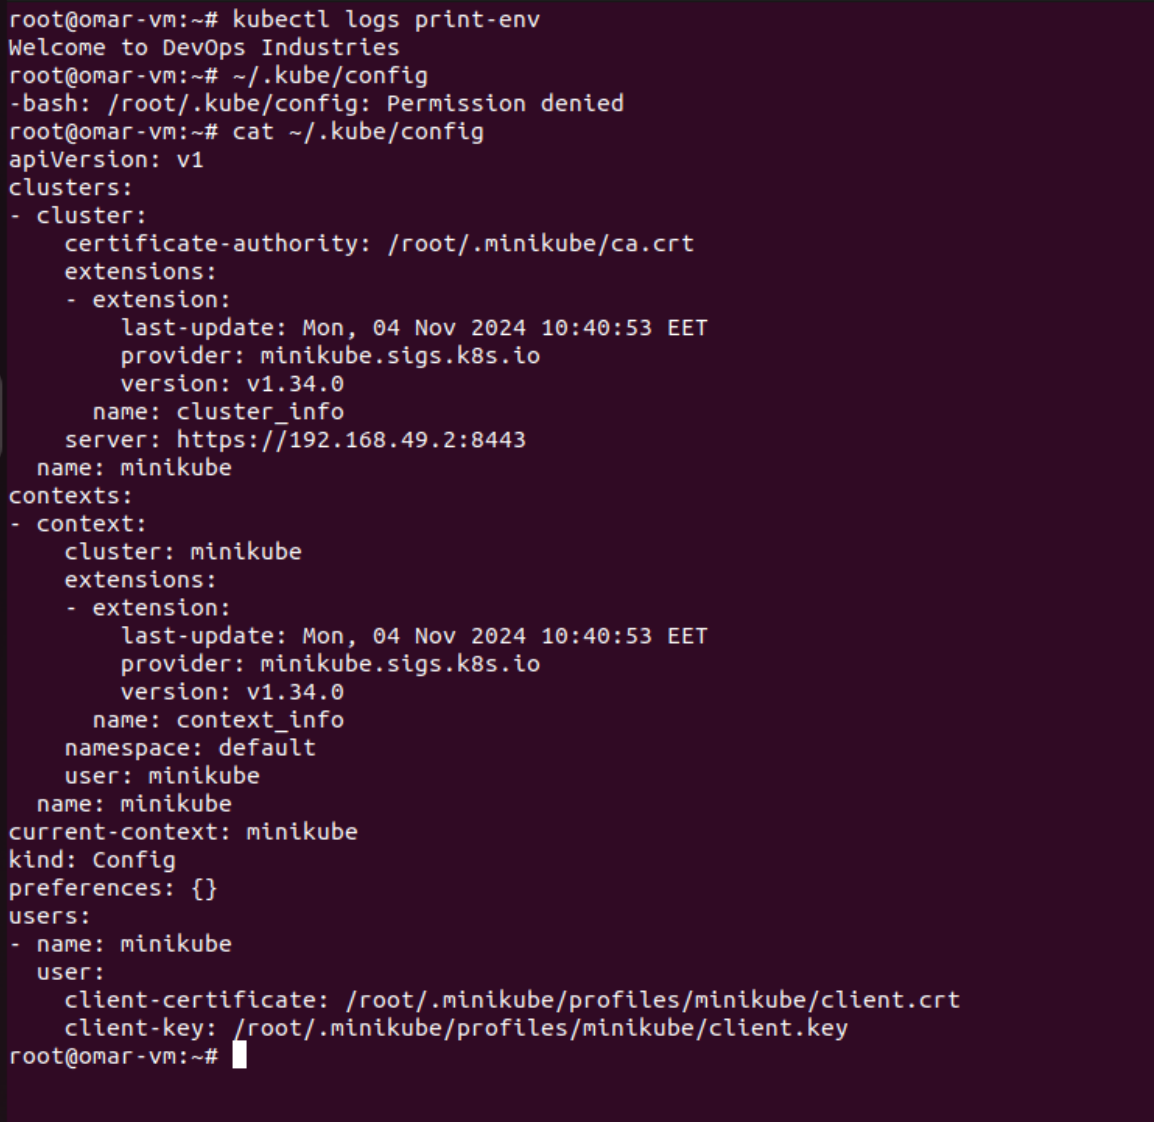 root@omar-vm:~# kubectl logs print-env
Welcome to DevOps Industries
root@omar-vm:~# ~/.kube/config
-bash: /root/.kube/config: Permission denied
root@omar-vm:~# cat ~/.kube/config
apiVersion: v1
clusters:
- cluster:
    certificate-authority: /root/.minikube/ca.crt
    extensions:
    - extension:
        last-update: Mon, 04 Nov 2024 10:40:53 EET
        provider: minikube.sigs.k8s.io
        version: v1.34.0
      name: cluster_info
    server: https://192.168.49.2:8443
  name: minikube
contexts:
- context:
    cluster: minikube
    extensions:
    - extension:
        last-update: Mon, 04 Nov 2024 10:40:53 EET
        provider: minikube.sigs.k8s.io
        version: v1.34.0
      name: context_info
    namespace: default
    user: minikube
  name: minikube
current-context: minikube
kind: Config
preferences: {}
users:
- name: minikube
  user:
    client-certificate: /root/.minikube/profiles/minikube/client.crt
    client-key: /root/.minikube/profiles/minikube/client.key
root@omar-vm:~#